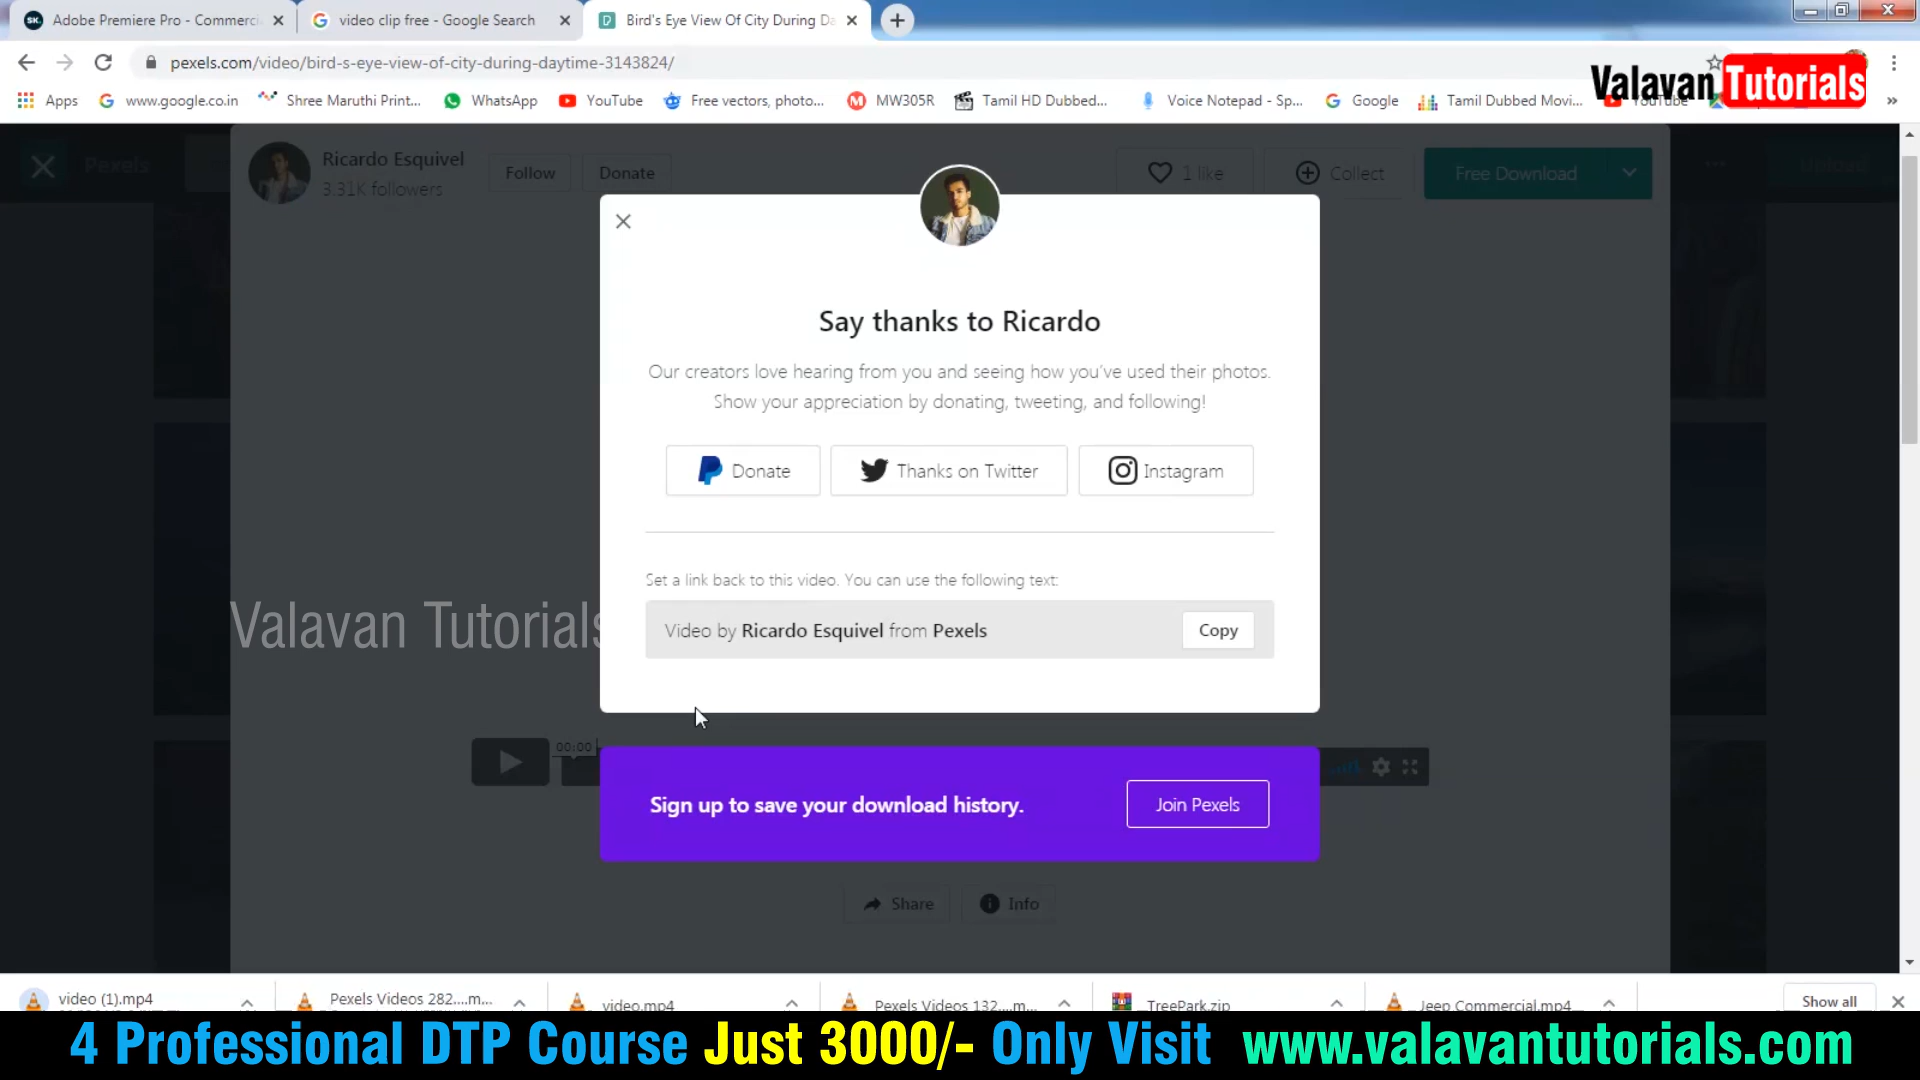 Adobe Premiere Pro - Commerci
video clip free - Google Search
Bird's Eye View Of City During Da
pexels.com/video/bird-s-eye-view-of-city-during-daytime-3143824/
Valavan Tutorials
Apps
www.google.co.in
Shree Maruthi Print...
WhatsApp
YouTube
Free vectors, photo...
MW305R
Tamil HD Dubbed...
Voice Notepad - Sp...
Google
Tamil Dubbed Movi...
YouTube
Pexels
Ricardo Esquivel
3.31K followers
Follow
Donate
1 like
Collect
Free Download
Upload
Say thanks to Ricardo
Our creators love hearing from you and seeing how you've used their photos.
Show your appreciation by donating, tweeting, and following!
Donate
Thanks on Twitter
Instagram
Set a link back to this video. You can use the following text:
Video by Ricardo Esquivel from Pexels
Copy
Valavan Tutorials
00:00
Sign up to save your download history.
Join Pexels
Share
Info
video (1).mp4
Pexels Videos 282....m...
video.mp4
Pexels Videos 132....m...
TreePark.zip
Jeep Commercial.mp4
Show all
4 Professional DTP Course Just 3000/- Only Visit www.valavantutorials.com